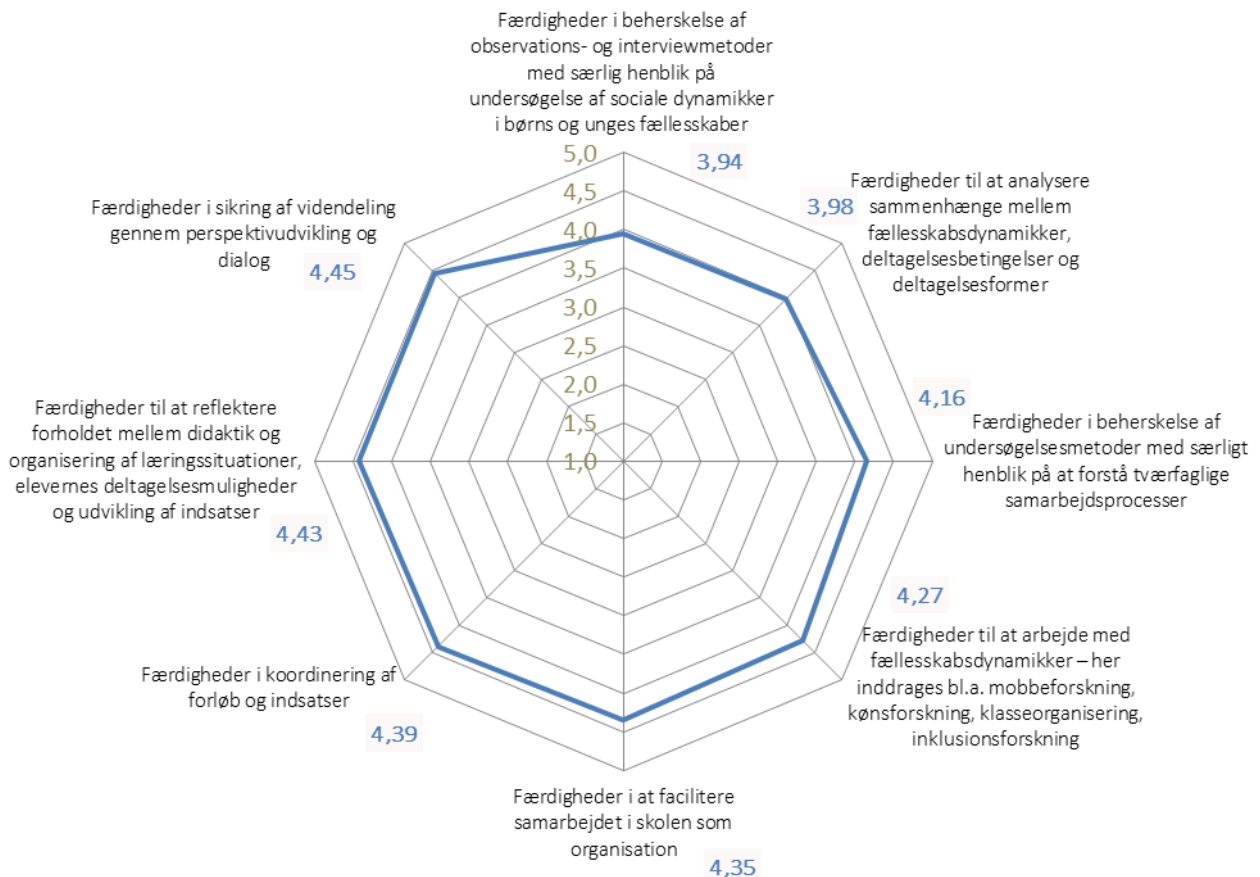 Færdigheder i beherskelse af
observations- og interviewmetoder
med særlig henblik på
undersøgelse af sociale dynamikker
i børns og unges fællesskaber
3,94
Færdigheder til at analysere
sammenhænge mellem
fællesskabsdynamikker,
deltagelsesbetingelser og
deltagelsesformer
3,98
4,16
Færdigheder i beherskelse af
undersøgelsesmetoder med særligt
henblik på at forstå tværfaglige
samarbejdsprocesser
4,27
Færdigheder til at arbejde med
fællesskabsdynamikker – her
inddrages bl.a. mobbeforskning,
kønsforskning, klasseorganisering,
inklusionsforskning
Færdigheder i at facilitere
samarbejdet i skolen som
organisation
4,35
Færdigheder i koordinering af
forløb og indsatser
4,39
Færdigheder til at reflektere
forholdet mellem didaktik og
organisering af læringssituationer,
elevernes deltagelsesmuligheder
og udvikling af indsatser
4,43
Færdigheder i sikring af videndeling
gennem perspektivudvikling og
dialog
4,45
5,0
4,5
4,0
3,5
3,0
2,5
2,0
1,5
1,0